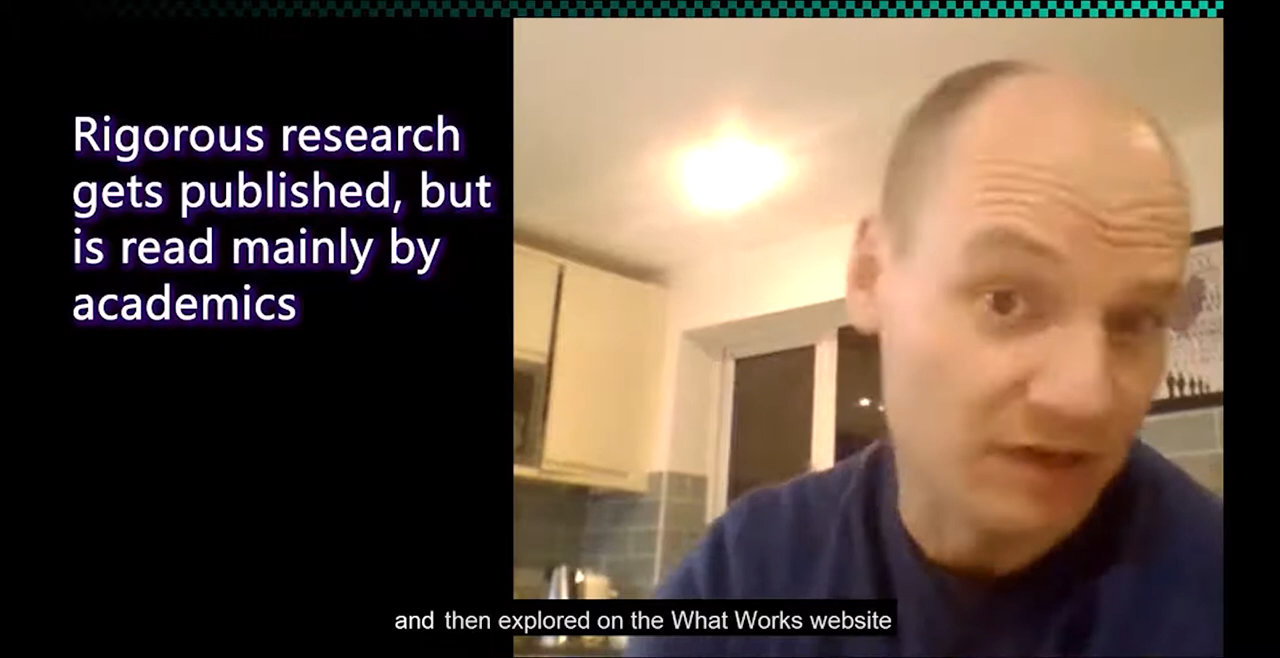 Rigorous research
gets published, but
is read mainly by
academics
and then explored on the What Works website